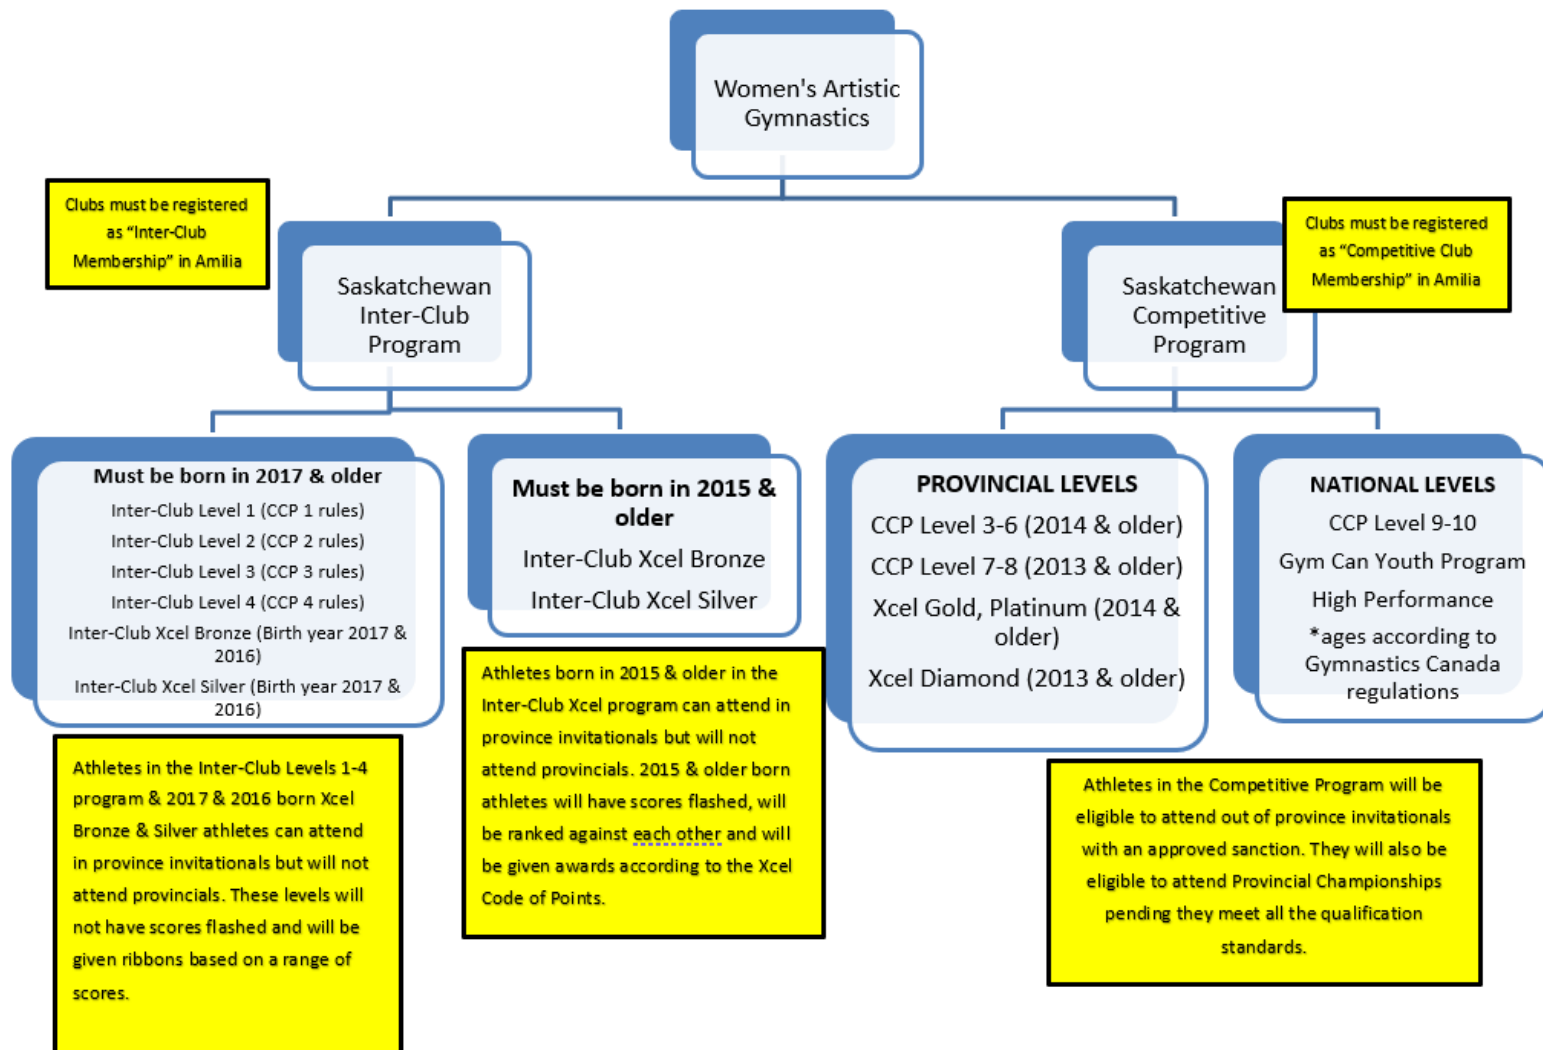 Women's Artistic
Gymnastics
Clubs must be registered
as “Inter-Club
Membership” in Amilia
Saskatchewan
Inter-Club
Program
Clubs must be registered
as “Competitive Club
Membership” in Amilia
Saskatchewan
Competitive
Program
Must be born in 2017 & older
Inter-Club Level 1 (CCP 1 rules)
Inter-Club Level 2 (CCP 2 rules)
Inter-Club Level 3 (CCP 3 rules)
Inter-Club Level 4 (CCP 4 rules)
Inter-Club Xcel Bronze (Birth year 2017 &
2016)
Inter-Club Xcel Silver (Birth year 2017 &
2016)
Athletes in the Inter-Club Levels 1-4
program & 2017 & 2016 born Xcel
Bronze & Silver athletes can attend
in province invitationals but will not
attend provincials. These levels will
not have scores flashed and will be
given ribbons based on a range of
scores.
Must be born in 2015 &
older
Inter-Club Xcel Bronze
Inter-Club Xcel Silver
Athletes born in 2015 & older in the
Inter-Club Xcel program can attend in
province invitationals but will not
attend provincials. 2015 & older born
athletes will have scores flashed, will
be ranked against each other and will
be given awards according to the Xcel
Code of Points.
PROVINCIAL LEVELS
CCP Level 3-6 (2014 & older)
CCP Level 7-8 (2013 & older)
Xcel Gold, Platinum (2014 &
older)
Xcel Diamond (2013 & older)
NATIONAL LEVELS
CCP Level 9-10
Gym Can Youth Program
High Performance
*ages according to
Gymnastics Canada
regulations
Athletes in the Competitive Program will be
eligible to attend out of province invitationals
with an approved sanction. They will also be
eligible to attend Provincial Championships
pending they meet all the qualification
standards.